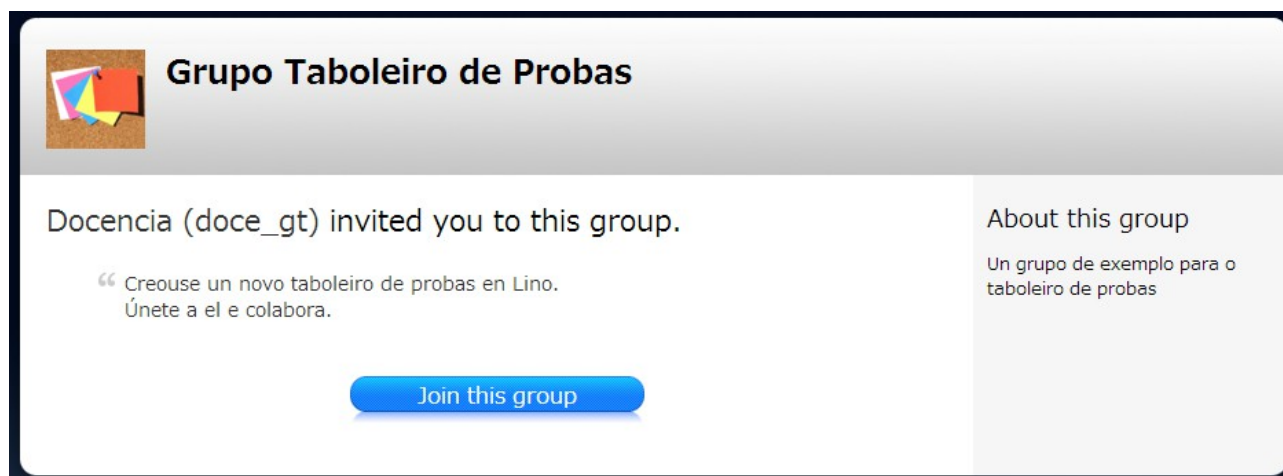 Grupo Taboleiro de Probas
Docencia (doce_gt) invited you to this group.
“ Creouse un novo taboleiro de probas en Lino.
Únete a el e colabora.
Join this group
About this group
Un grupo de exemplo para o
taboleiro de probas